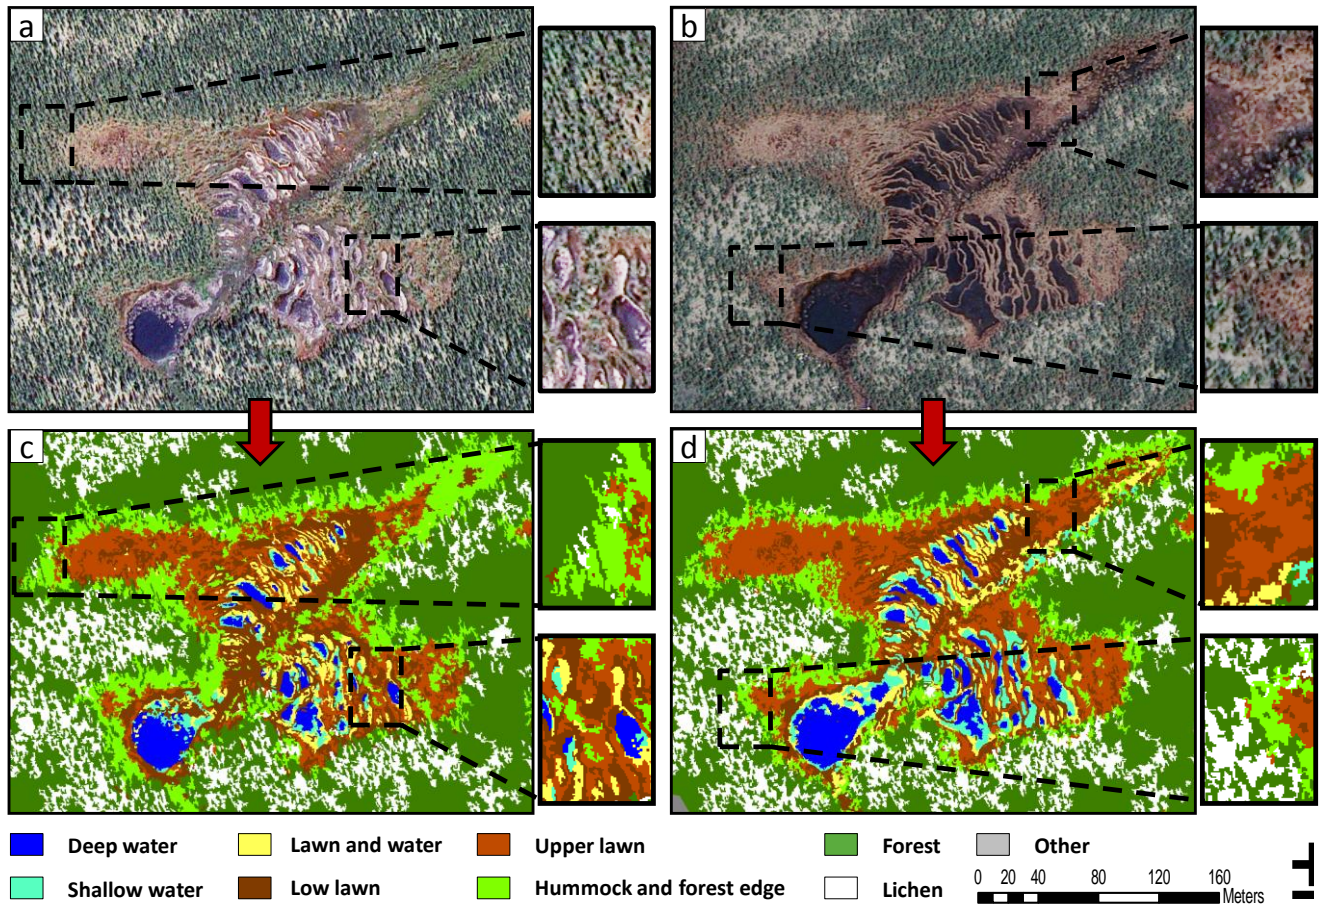 a
b
c
d
Deep water
Lawn and water
Upper lawn
Forest
Other
Shallow water
Low lawn
Hummock and forest edge
Lichen
0 20 40 80 120 160
Meters